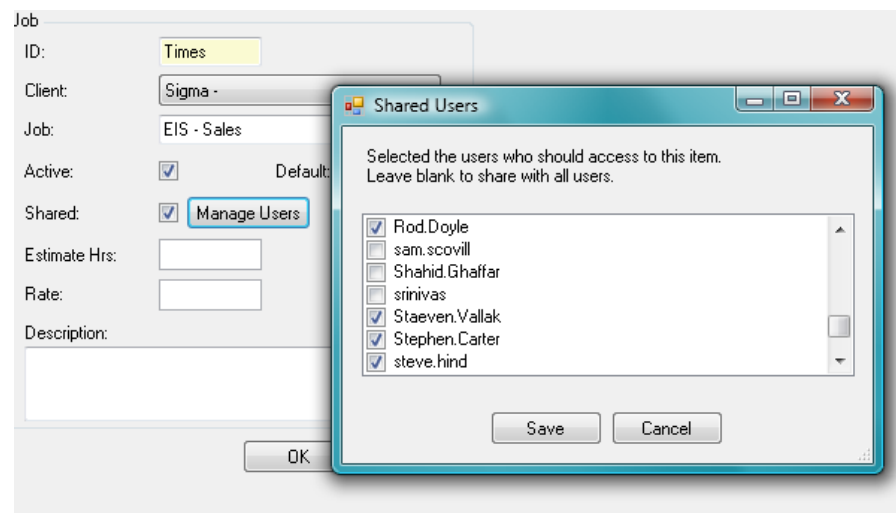 Job
ID: Times
Client: Sigma -
Job: EIS - Sales
Active: Default:
Shared: Manage Users
Estimate Hrs:
Rate:
Description:
OK
Shared Users
Selected the users who should access to this item.
Leave blank to share with all users.
Rod.Doyle
sam.scovill
Shahid.Ghaffar
srinivas
Staeven.Vallak
Stephen.Carter
steve.hind
Save Cancel